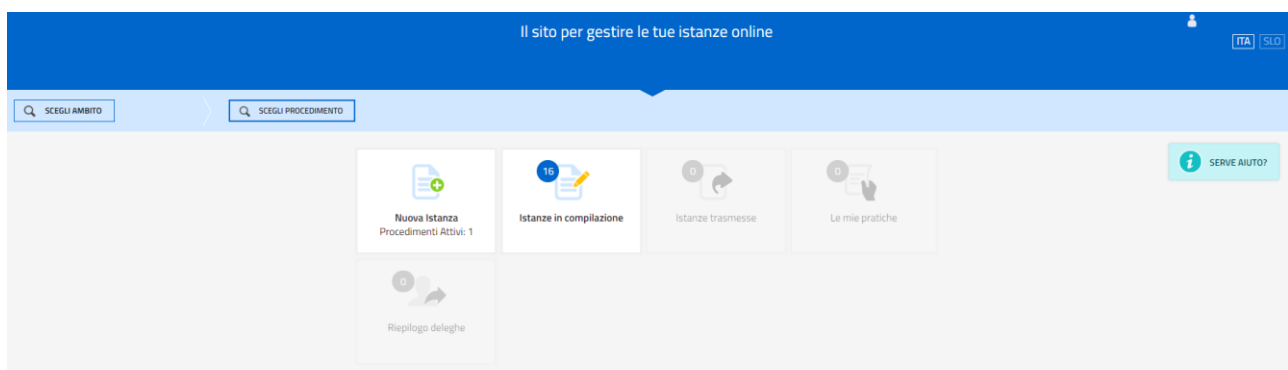 Il sito per gestire le tue istanze online
ITA SLO
SCEGLI AMBITO
SCEGLI PROCEDIMENTO
SERVE AIUTO?
Nuova Istanza
Procedimenti Attivi: 1
16
Istanze in compilazione
0
Istanze trasmesse
0
Le mie pratiche
0
Riepilogo deleghe